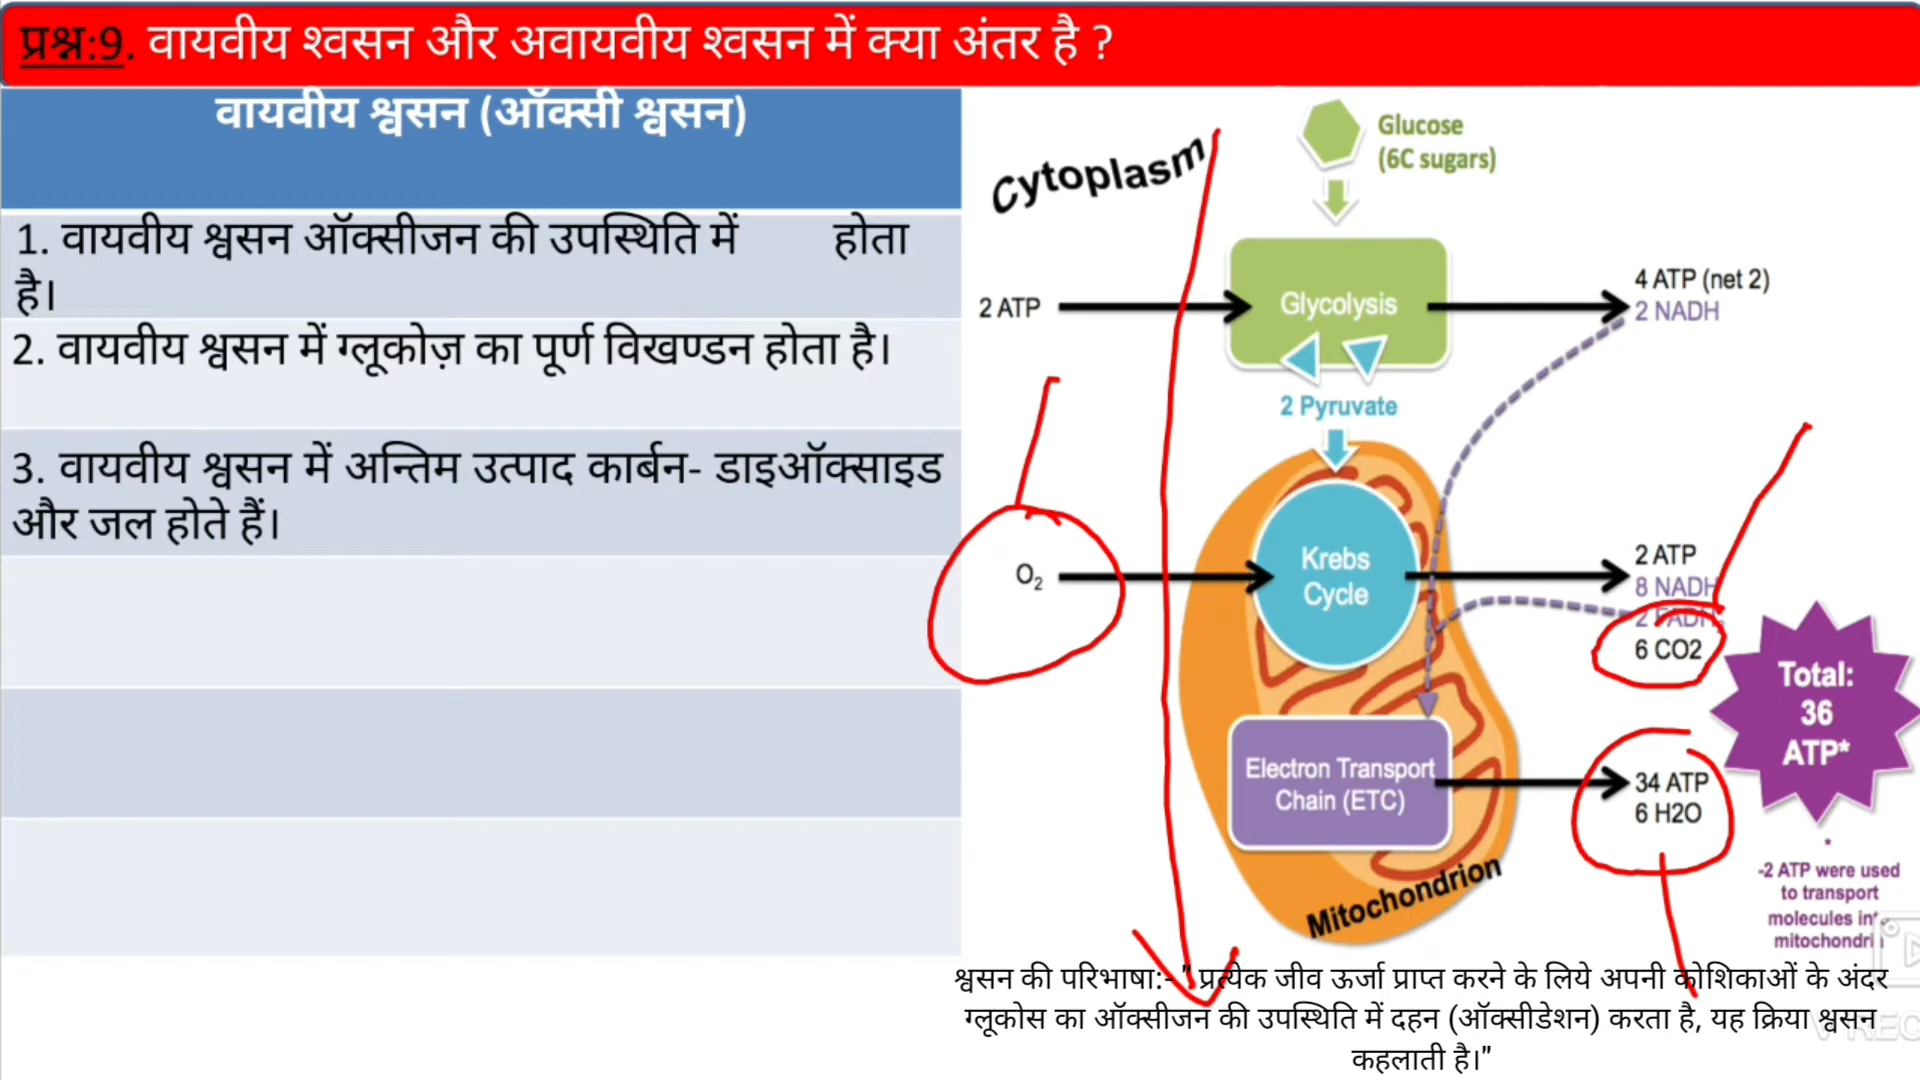 प्रश्न:9. वायवीय श्वसन और अवायवीय श्वसन में क्या अंतर है ?
वायवीय श्वसन (ऑक्सी श्वसन)
1. वायवीय श्वसन ऑक्सीजन की उपस्थिति में होता
है।
2. वायवीय श्वसन में ग्लूकोज़ का पूर्ण विखण्डन होता है।
3. वायवीय श्वसन में अन्तिम उत्पाद कार्बन- डाइऑक्साइड
और जल होते हैं।
Cytoplasm
Glucose
(6C sugars)
2 ATP
Glycolysis
4 ATP (net 2)
2 NADH
2 Pyruvate
O₂
Krebs
Cycle
2 ATP
8 NADH
2 FADH₂
6 CO2
Total:
36
ATP*
Electron Transport
Chain (ETC)
34 ATP
6 H2O
Mitochondrion
*
-2 ATP were used
to transport
molecules into
mitochondria
श्वसन की परिभाषा:- " प्रत्येक जीव ऊर्जा प्राप्त करने के लिये अपनी कोशिकाओं के अंदर
ग्लूकोस का ऑक्सीजन की उपस्थिति में दहन (ऑक्सीडेशन) करता है, यह क्रिया श्वसन
कहलाती है।"